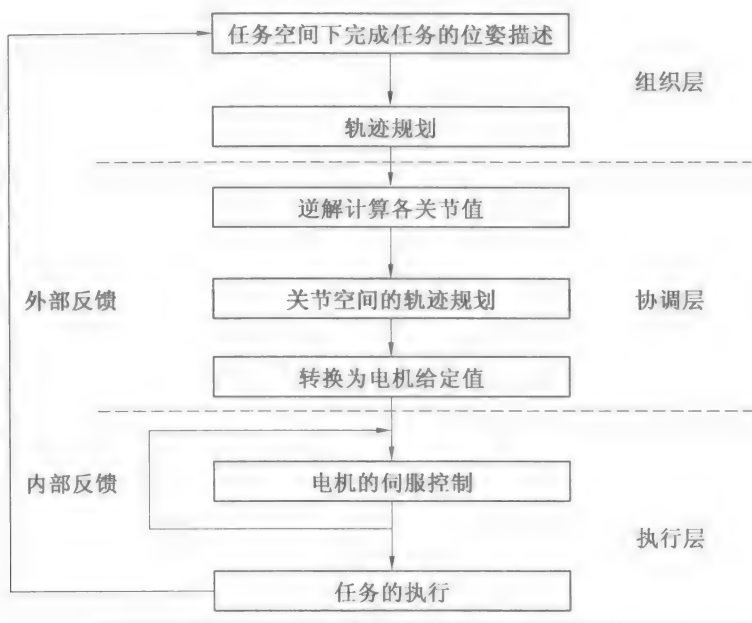 任务空间下完成任务的位姿描述
组织层
轨迹规划
逆解计算各关节值
外部反馈
关节空间的轨迹规划
协调层
转换为电机给定值
内部反馈
电机的伺服控制
执行层
任务的执行